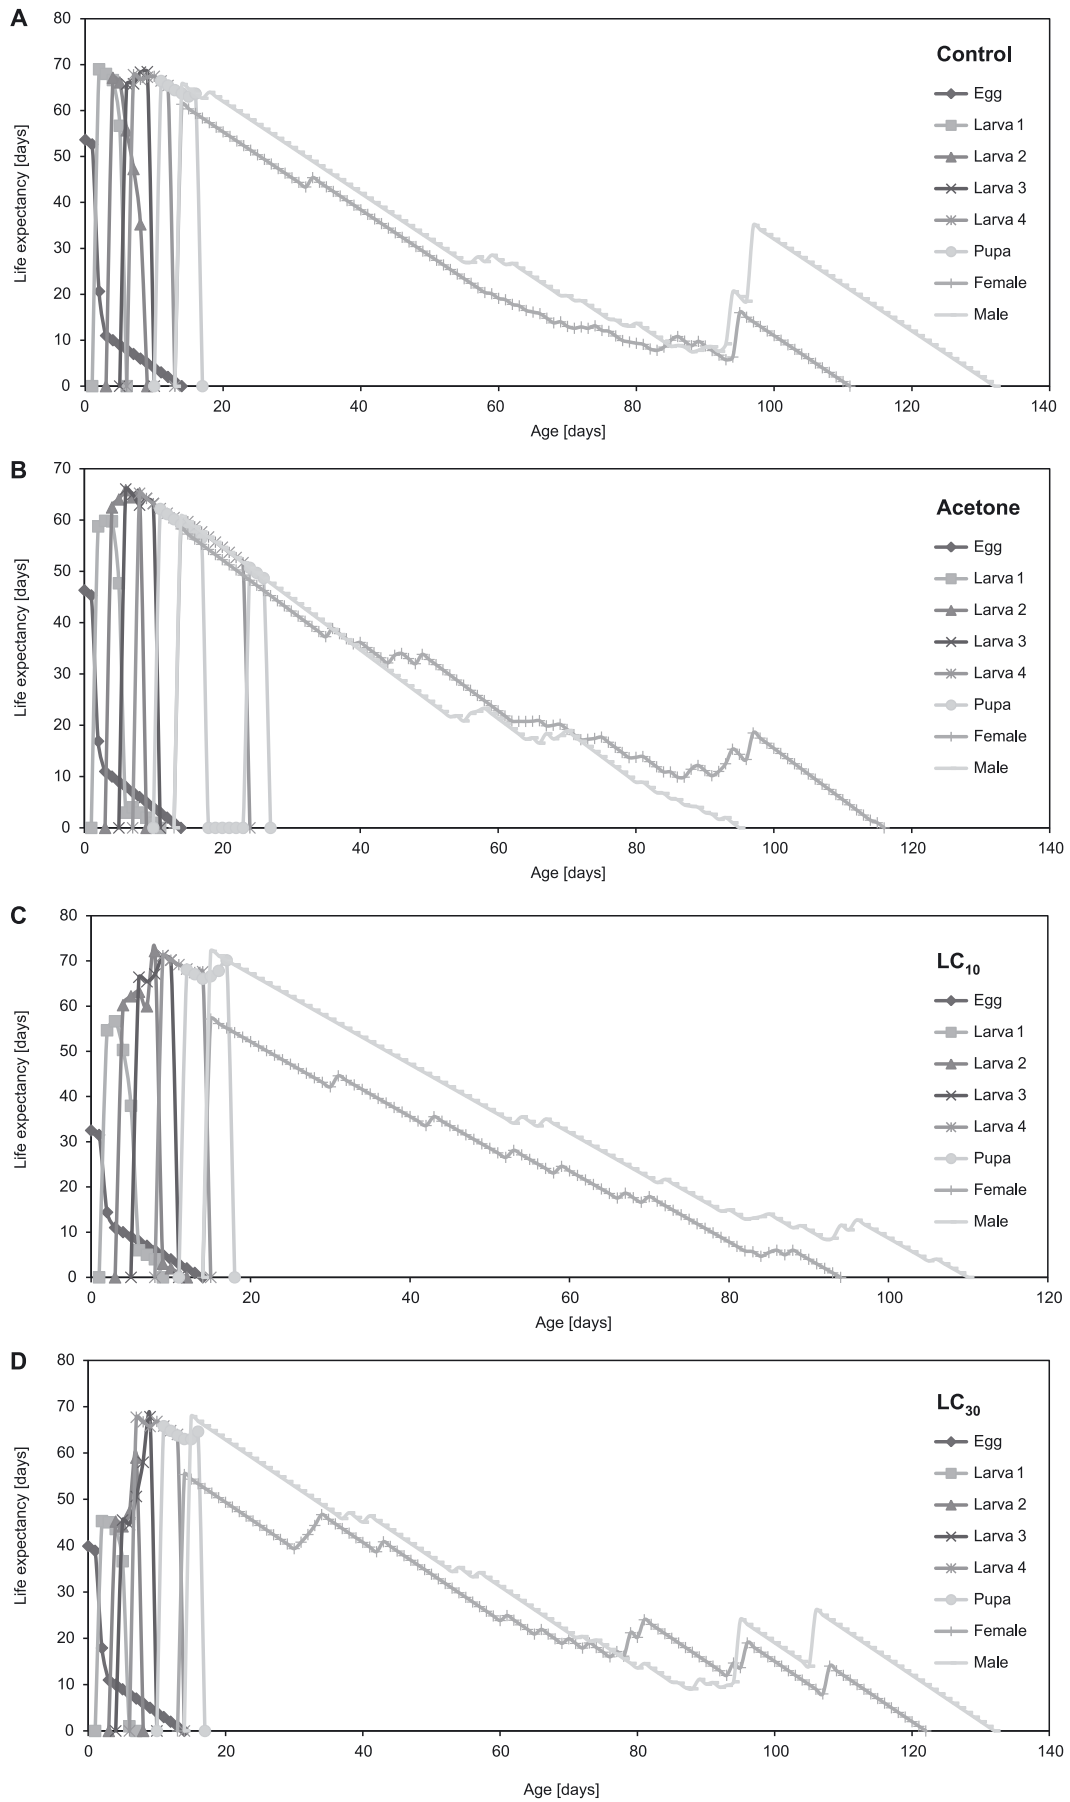 A
Control
Life expectancy [days]
80
70
60
50
40
30
20
10
0
0 20 40 60 80 100 120 140
Age [days]
Egg
Larva 1
Larva 2
Larva 3
Larva 4
Pupa
Female
Male
B
Acetone
Life expectancy [days]
70
60
50
40
30
20
10
0
0 20 40 60 80 100 120 140
Age [days]
Egg
Larva 1
Larva 2
Larva 3
Larva 4
Pupa
Female
Male
C
LC10
Life expectancy [days]
80
70
60
50
40
30
20
10
0
0 20 40 60 80 100 120
Age [days]
Egg
Larva 1
Larva 2
Larva 3
Larva 4
Pupa
Female
Male
D
LC30
Life expectancy [days]
80
70
60
50
40
30
20
10
0
0 20 40 60 80 100 120 140
Age [days]
Egg
Larva 1
Larva 2
Larva 3
Larva 4
Pupa
Female
Male